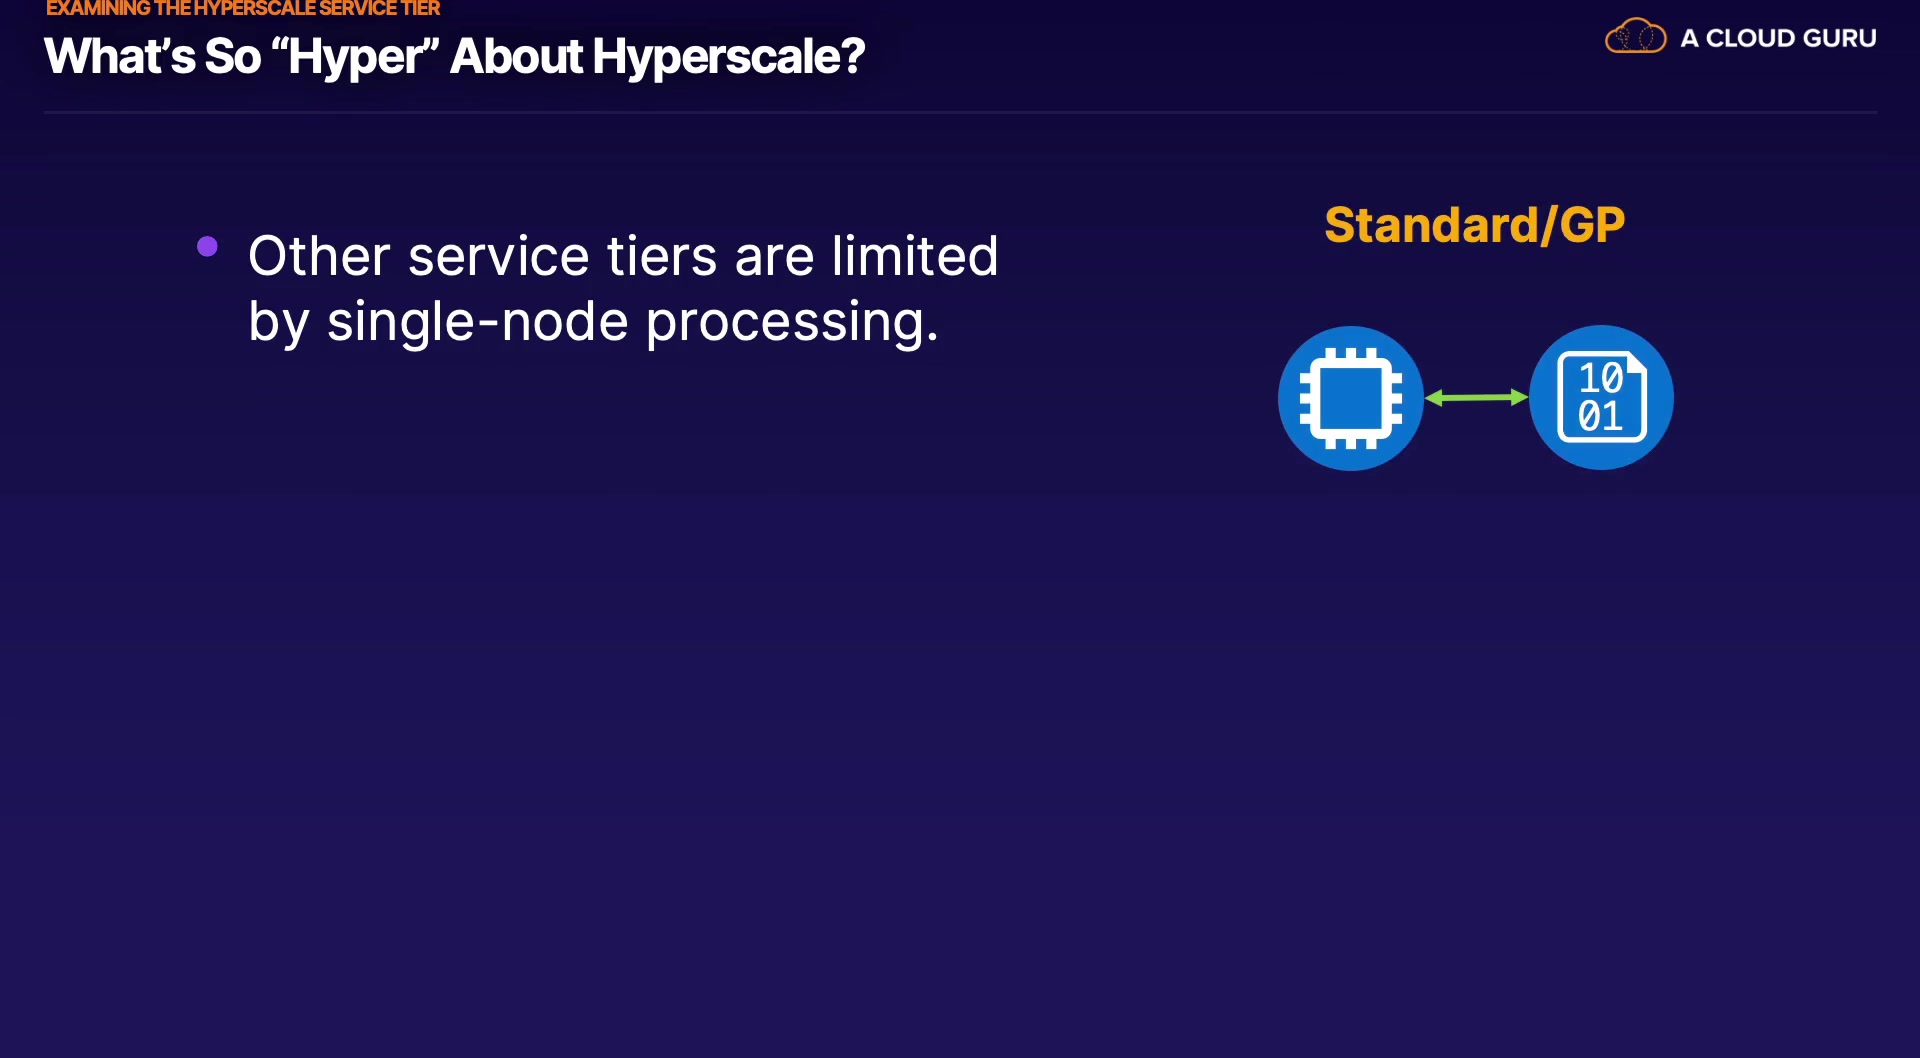 EXAMINING THE HYPERSCALE SERVICE TIER
What’s So “Hyper” About Hyperscale?
A CLOUD GURU
Other service tiers are limited
by single-node processing.
Standard/GP
10
01